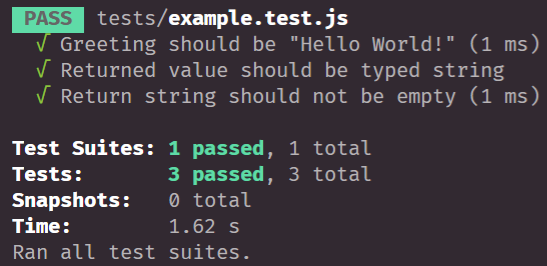 PASS tests/example.test.js
√ Greeting should be "Hello World!" (1 ms)
√ Returned value should be typed string
√ Return string should not be empty (1 ms)
Test Suites: 1 passed, 1 total
Tests: 3 passed, 3 total
Snapshots: 0 total
Time: 1.62 s
Ran all test suites.